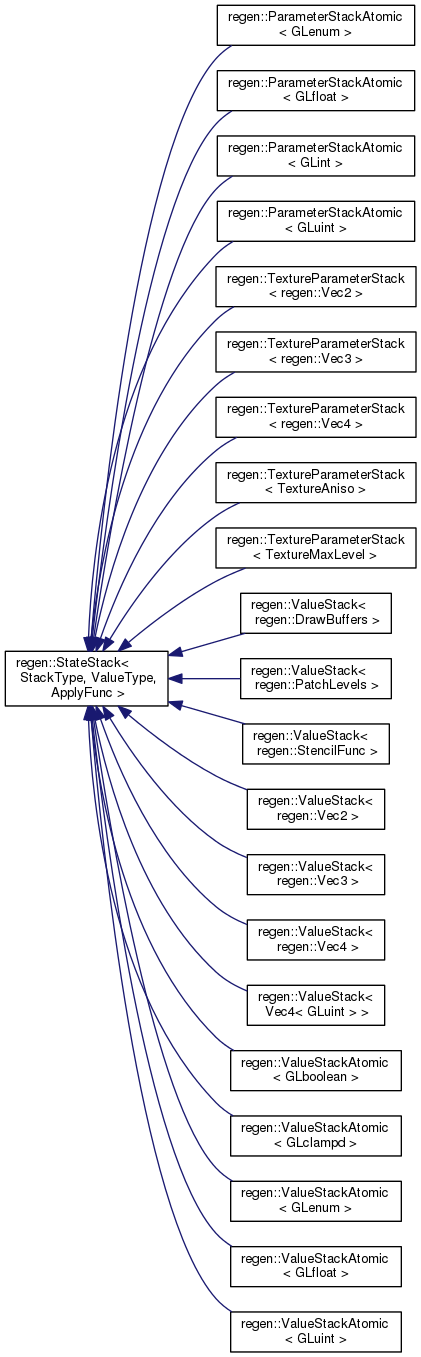 regen::ParameterStackAtomic
< GLenum >
regen::ParameterStackAtomic
< GLfloat >
regen::ParameterStackAtomic
< GLint >
regen::ParameterStackAtomic
< GLuint >
regen::TextureParameterStack
< regen::Vec2 >
regen::TextureParameterStack
< regen::Vec3 >
regen::TextureParameterStack
< regen::Vec4 >
regen::TextureParameterStack
< TextureAniso >
regen::TextureParameterStack
< TextureMaxLevel >
regen::ValueStack<
regen::DrawBuffers >
regen::StateStack<
StackType, ValueType,
ApplyFunc >
regen::ValueStack<
regen::PatchLevels >
regen::ValueStack<
regen::StencilFunc >
regen::ValueStack<
regen::Vec2 >
regen::ValueStack<
regen::Vec3 >
regen::ValueStack<
regen::Vec4 >
regen::ValueStack<
Vec4< GLuint > >
regen::ValueStackAtomic
< GLboolean >
regen::ValueStackAtomic
< GLclampd >
regen::ValueStackAtomic
< GLenum >
regen::ValueStackAtomic
< GLfloat >
regen::ValueStackAtomic
< GLuint >